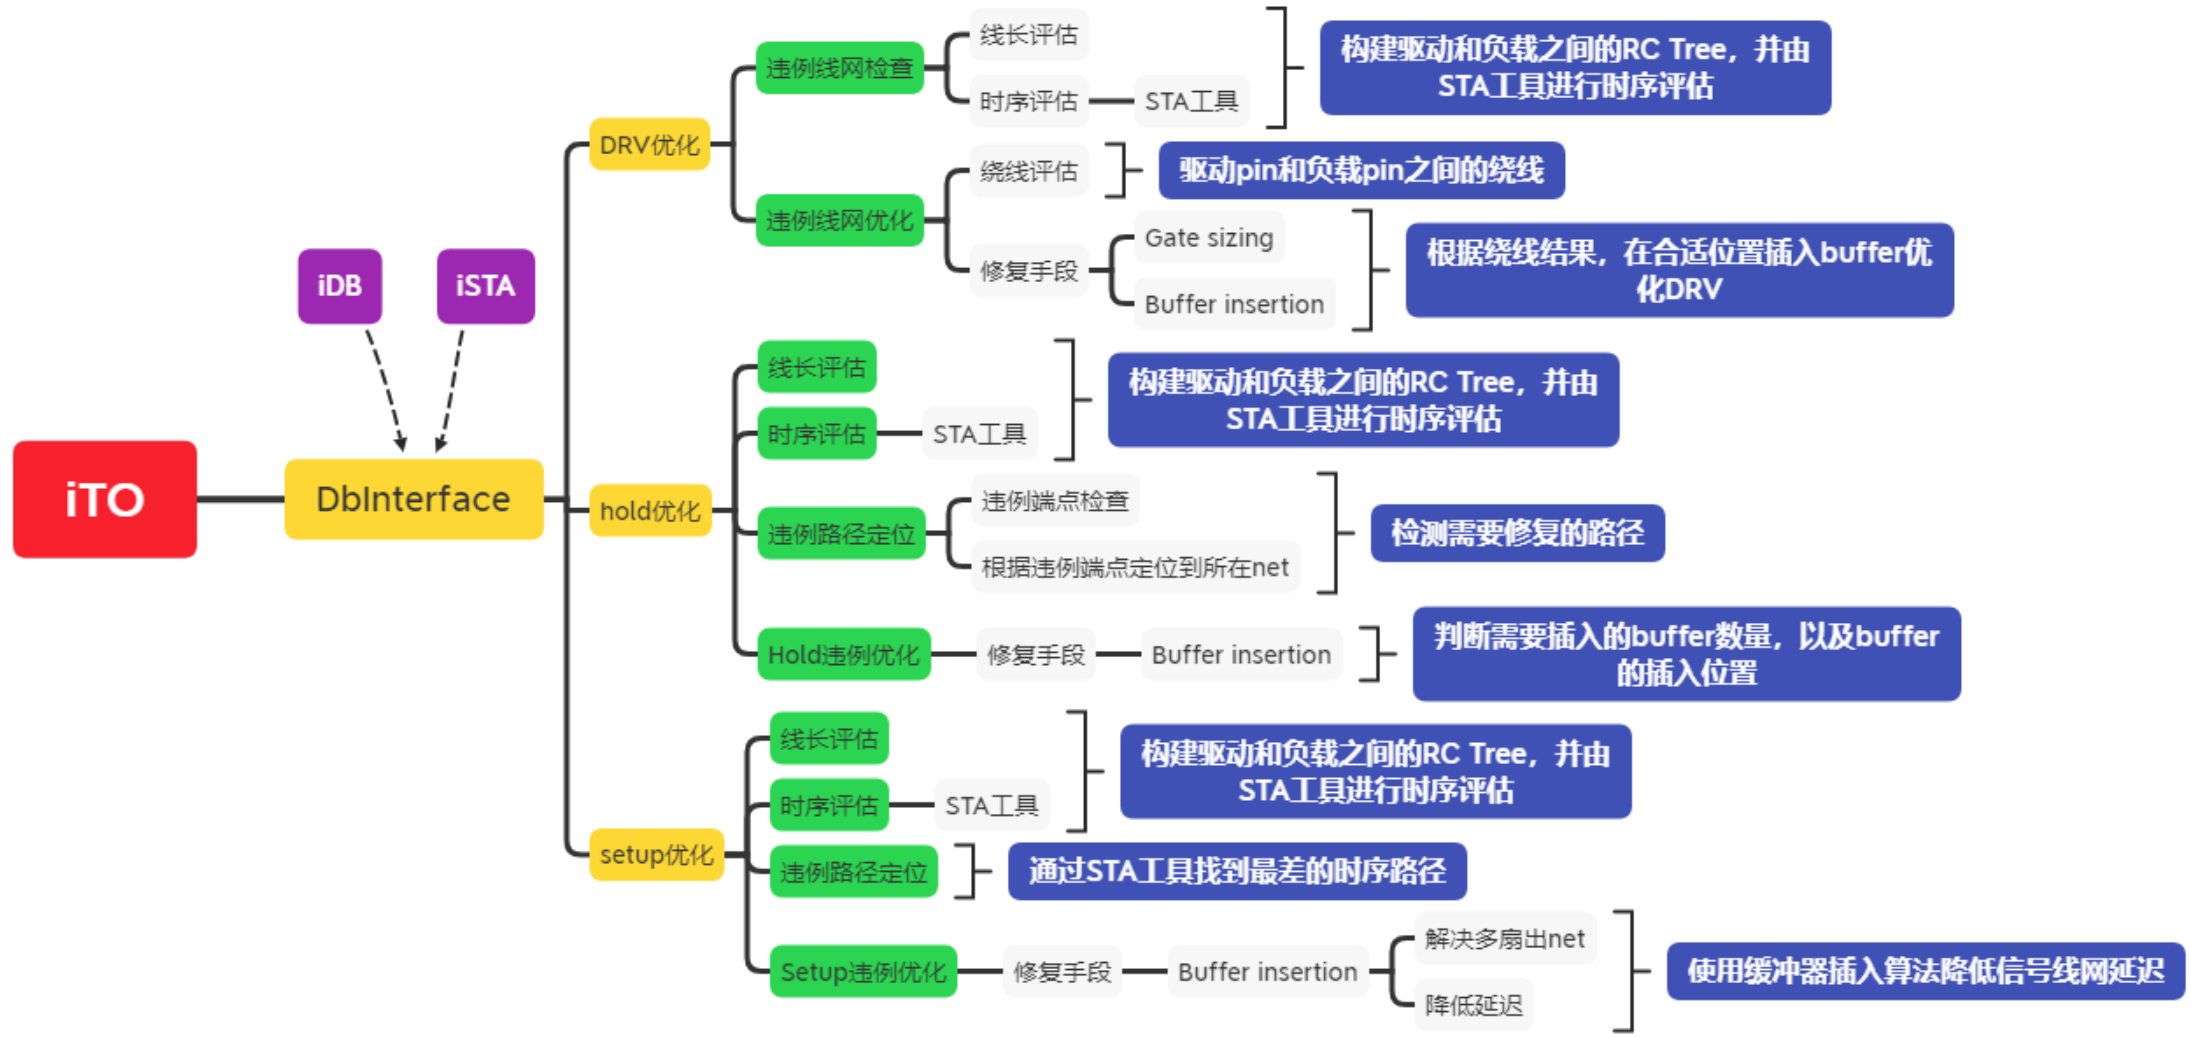 iTO
iDB
iSTA
DbInterface
DRV优化
违例线网检查
线长评估
时序评估
STA工具
构建驱动和负载之间的RC Tree，并由
STA工具进行时序评估
违例线网优化
绕线评估
驱动pin和负载pin之间的绕线
修复手段
Gate sizing
Buffer insertion
根据绕线结果，在合适位置插入buffer优
化DRV
hold优化
线长评估
时序评估
STA工具
构建驱动和负载之间的RC Tree，并由
STA工具进行时序评估
违例路径定位
违例端点检查
根据违例端点定位到所在net
检测需要修复的路径
Hold违例优化
修复手段
Buffer insertion
判断需要插入的buffer数量，以及buffer
的插入位置
setup优化
线长评估
时序评估
STA工具
构建驱动和负载之间的RC Tree，并由
STA工具进行时序评估
违例路径定位
通过STA工具找到最差的时序路径
Setup违例优化
修复手段
Buffer insertion
解决多扇出net
降低延迟
使用缓冲器插入算法降低信号线网延迟